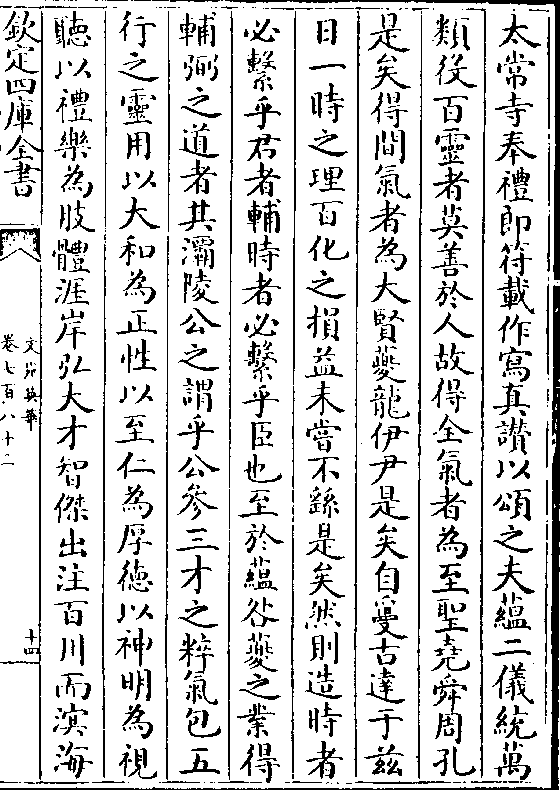 太常寺奉禮郎符載作寫真讃以頌之夫蘊二儀統萬
類役百靈者莫善於人故得全氣者為至聖堯舜周孔
是矣得間氣者為大賢夔龍伊尹是矣自亘古達于兹
日一時之理百化之損益未嘗不繇是矣然則造時者
必繫乎君者輔時者必繫乎臣也至於蘊咎夔之業得
輔弼之道者其灞陵公之謂乎公參三才之粹氣包五
行之靈用以大和為正性以至仁為厚德以神明為視
聽以禮樂為肢體涯岸弘大才智傑出注百川而溟海
欽定四庫全書
文苑英華
卷七百八十二
十四